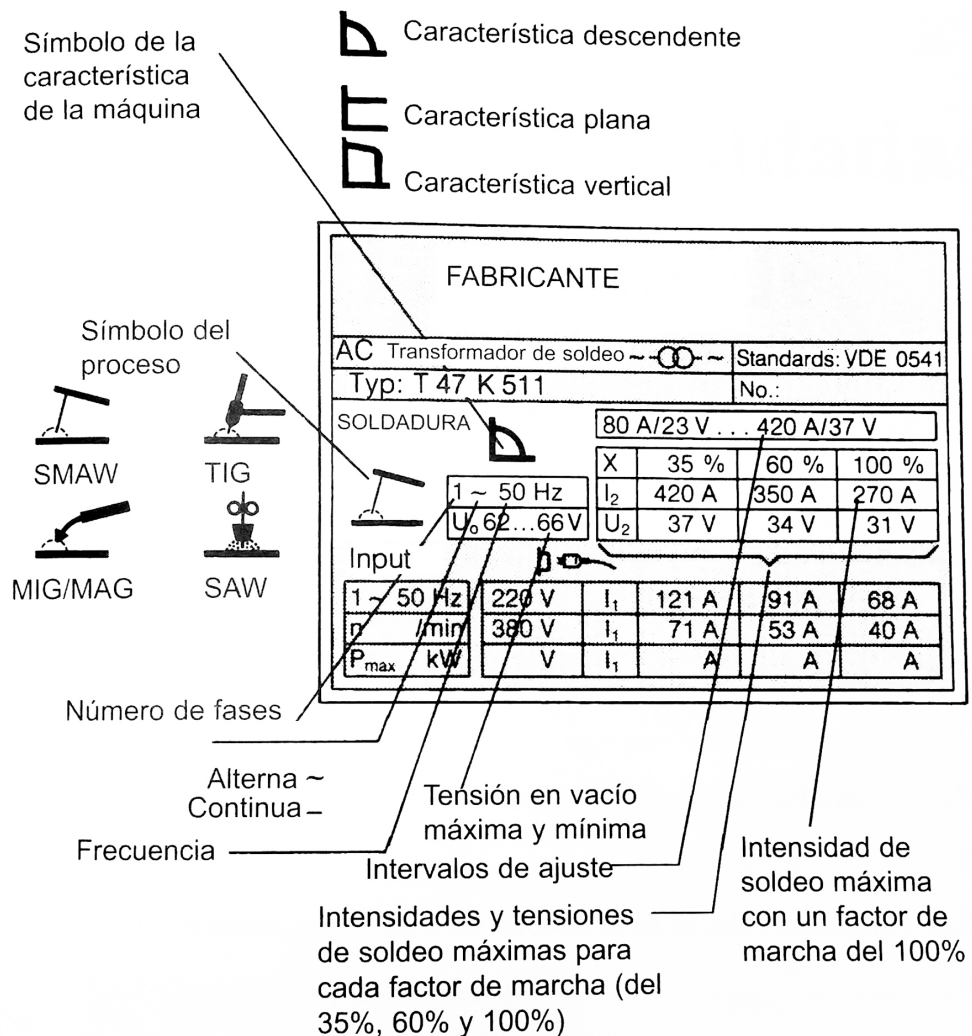 Símbolo de la
característica
de la máquina
Característica descendente
Característica plana
Característica vertical
FABRICANTE
AC Transformador de soldeo ~ ~ Standards: VDE 0541
Typ: T 47 K 511 No.:
Símbolo del
proceso
SMAW TIG
MIG/MAG SAW
SOLDADURA
80 A/23 V . . . 420 A/37 V
X 35 % 60 % 100 %
1 ~ 50 Hz I₂ 420 A 350 A 270 A
Uₒ 62...66 V U₂ 37 V 34 V 31 V
Input
1 ~ 50 Hz 220 V I₁ 121 A 91 A 68 A
n /min 380 V I₁ 71 A 53 A 40 A
Pmax kW V I₁ A A A
Número de fases
Alterna ~
Continua –
Frecuencia
Tensión en vacío
máxima y mínima
Intervalos de ajuste
Intensidades y tensiones
de soldeo máximas para
cada factor de marcha (del
35%, 60% y 100%)
Intensidad de
soldeo máxima
con un factor de
marcha del 100%